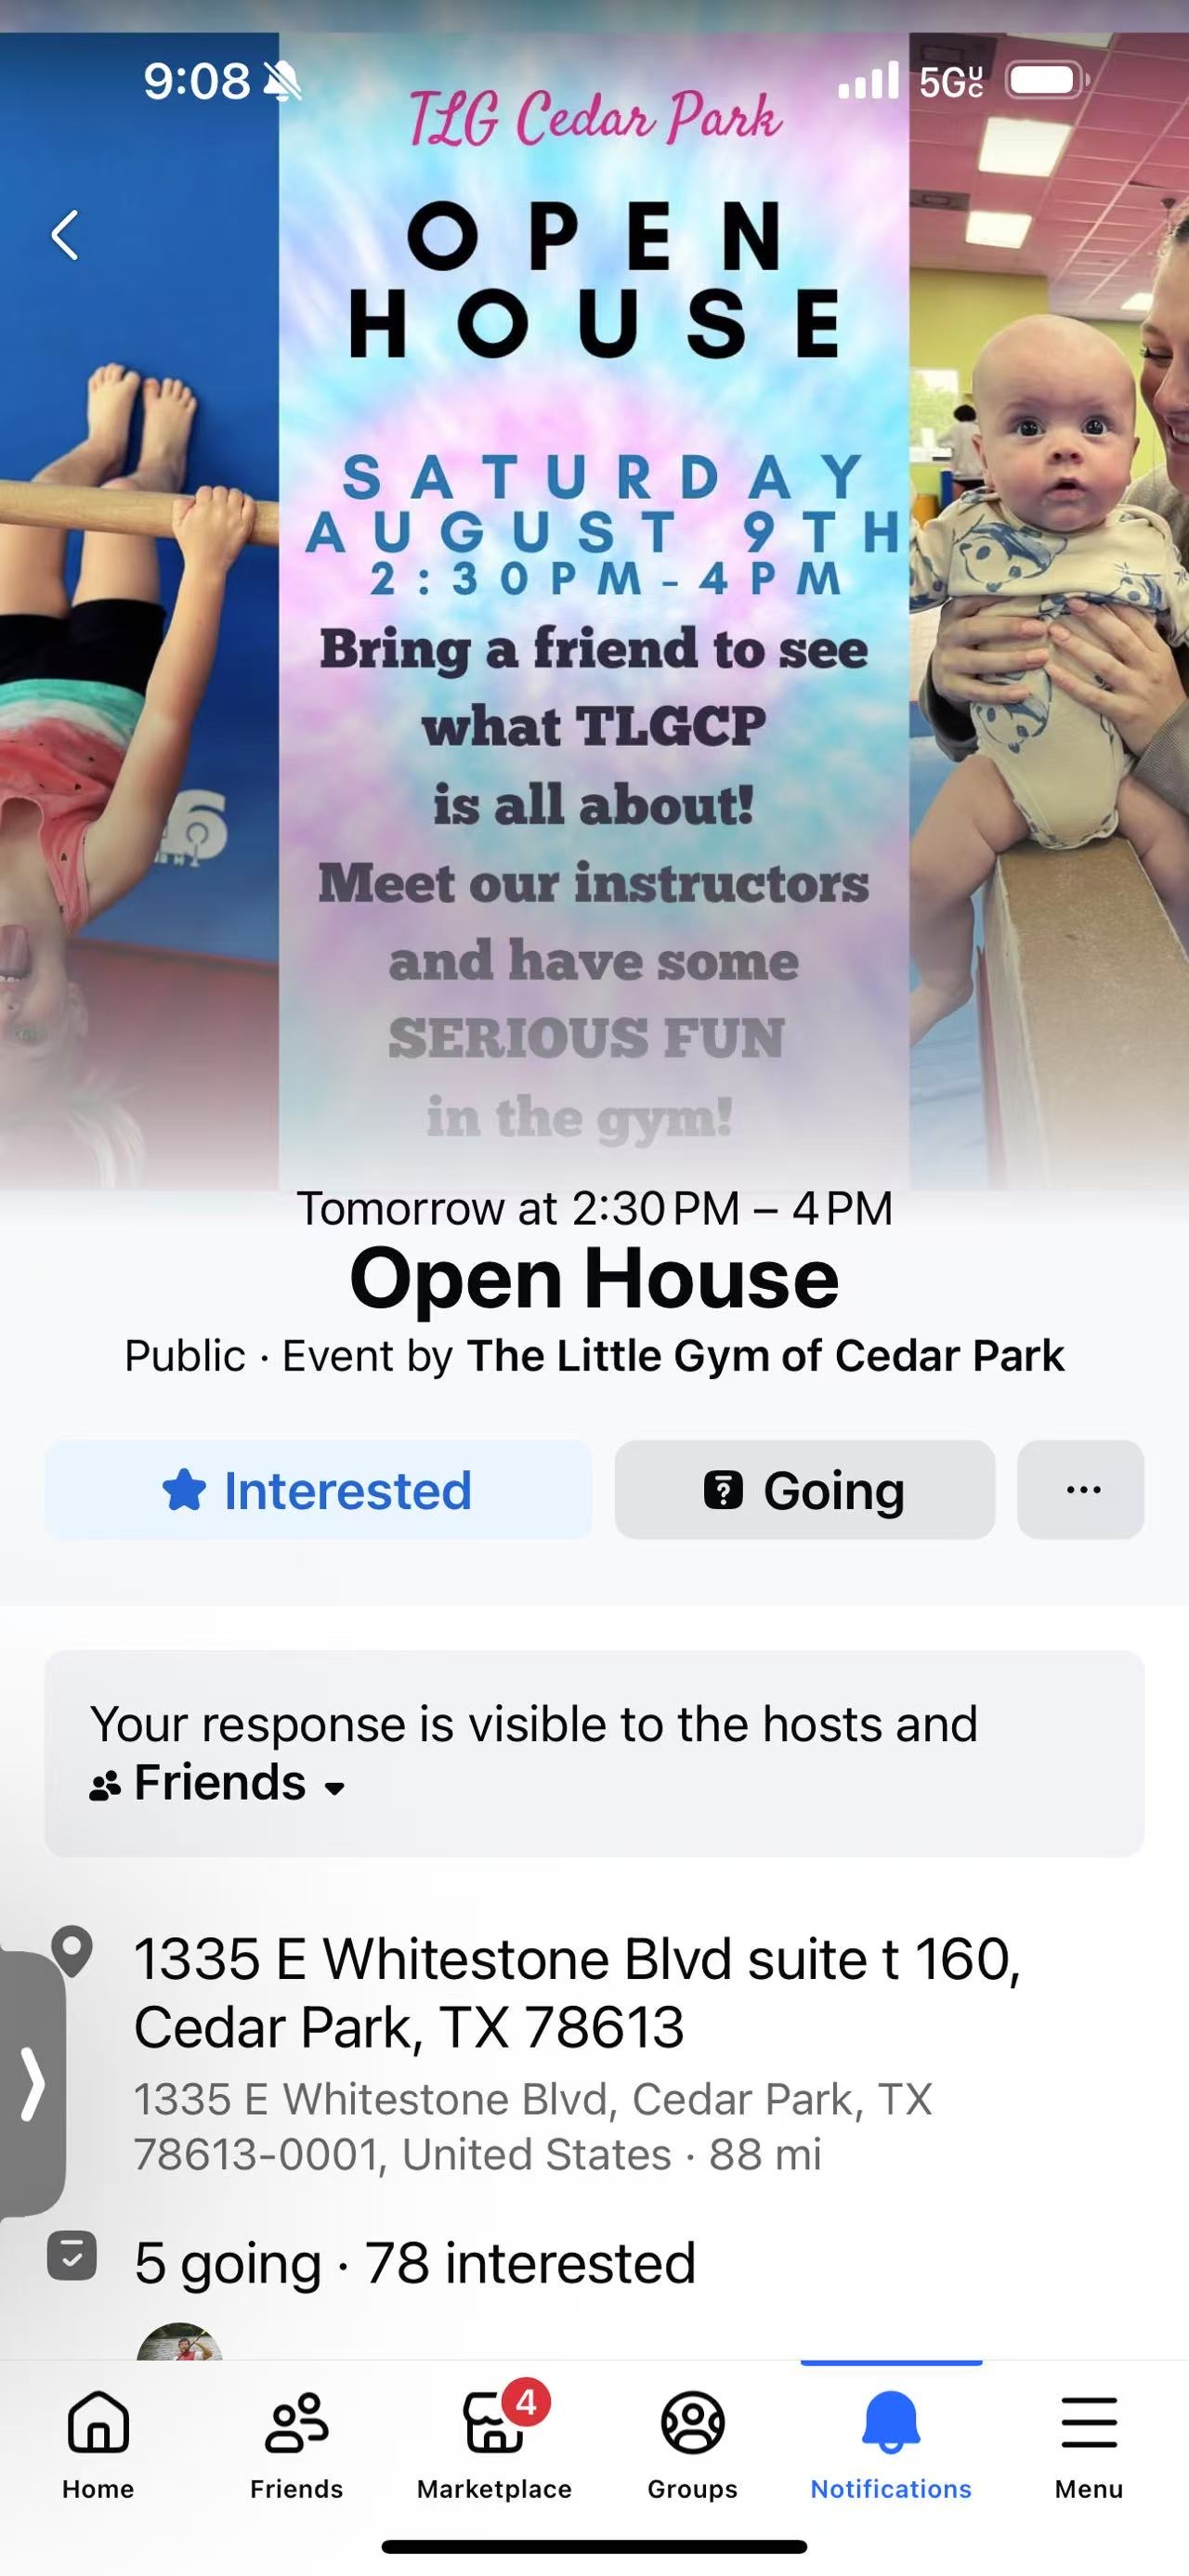 9:08
5GUC
TLG Cedar Park
OPEN
HOUSE
SATURDAY
AUGUST 9TH
2:30PM-4PM
Bring a friend to see
what TLGCP
is all about!
Meet our instructors
and have some
SERIOUS FUN
in the gym!
Tomorrow at 2:30 PM – 4 PM
Open House
Public · Event by The Little Gym of Cedar Park
Interested
Going
Your response is visible to the hosts and
Friends
1335 E Whitestone Blvd suite t 160,
Cedar Park, TX 78613
1335 E Whitestone Blvd, Cedar Park, TX
78613-0001, United States · 88 mi
5 going · 78 interested
4
Home
Friends
Marketplace
Groups
Notifications
Menu